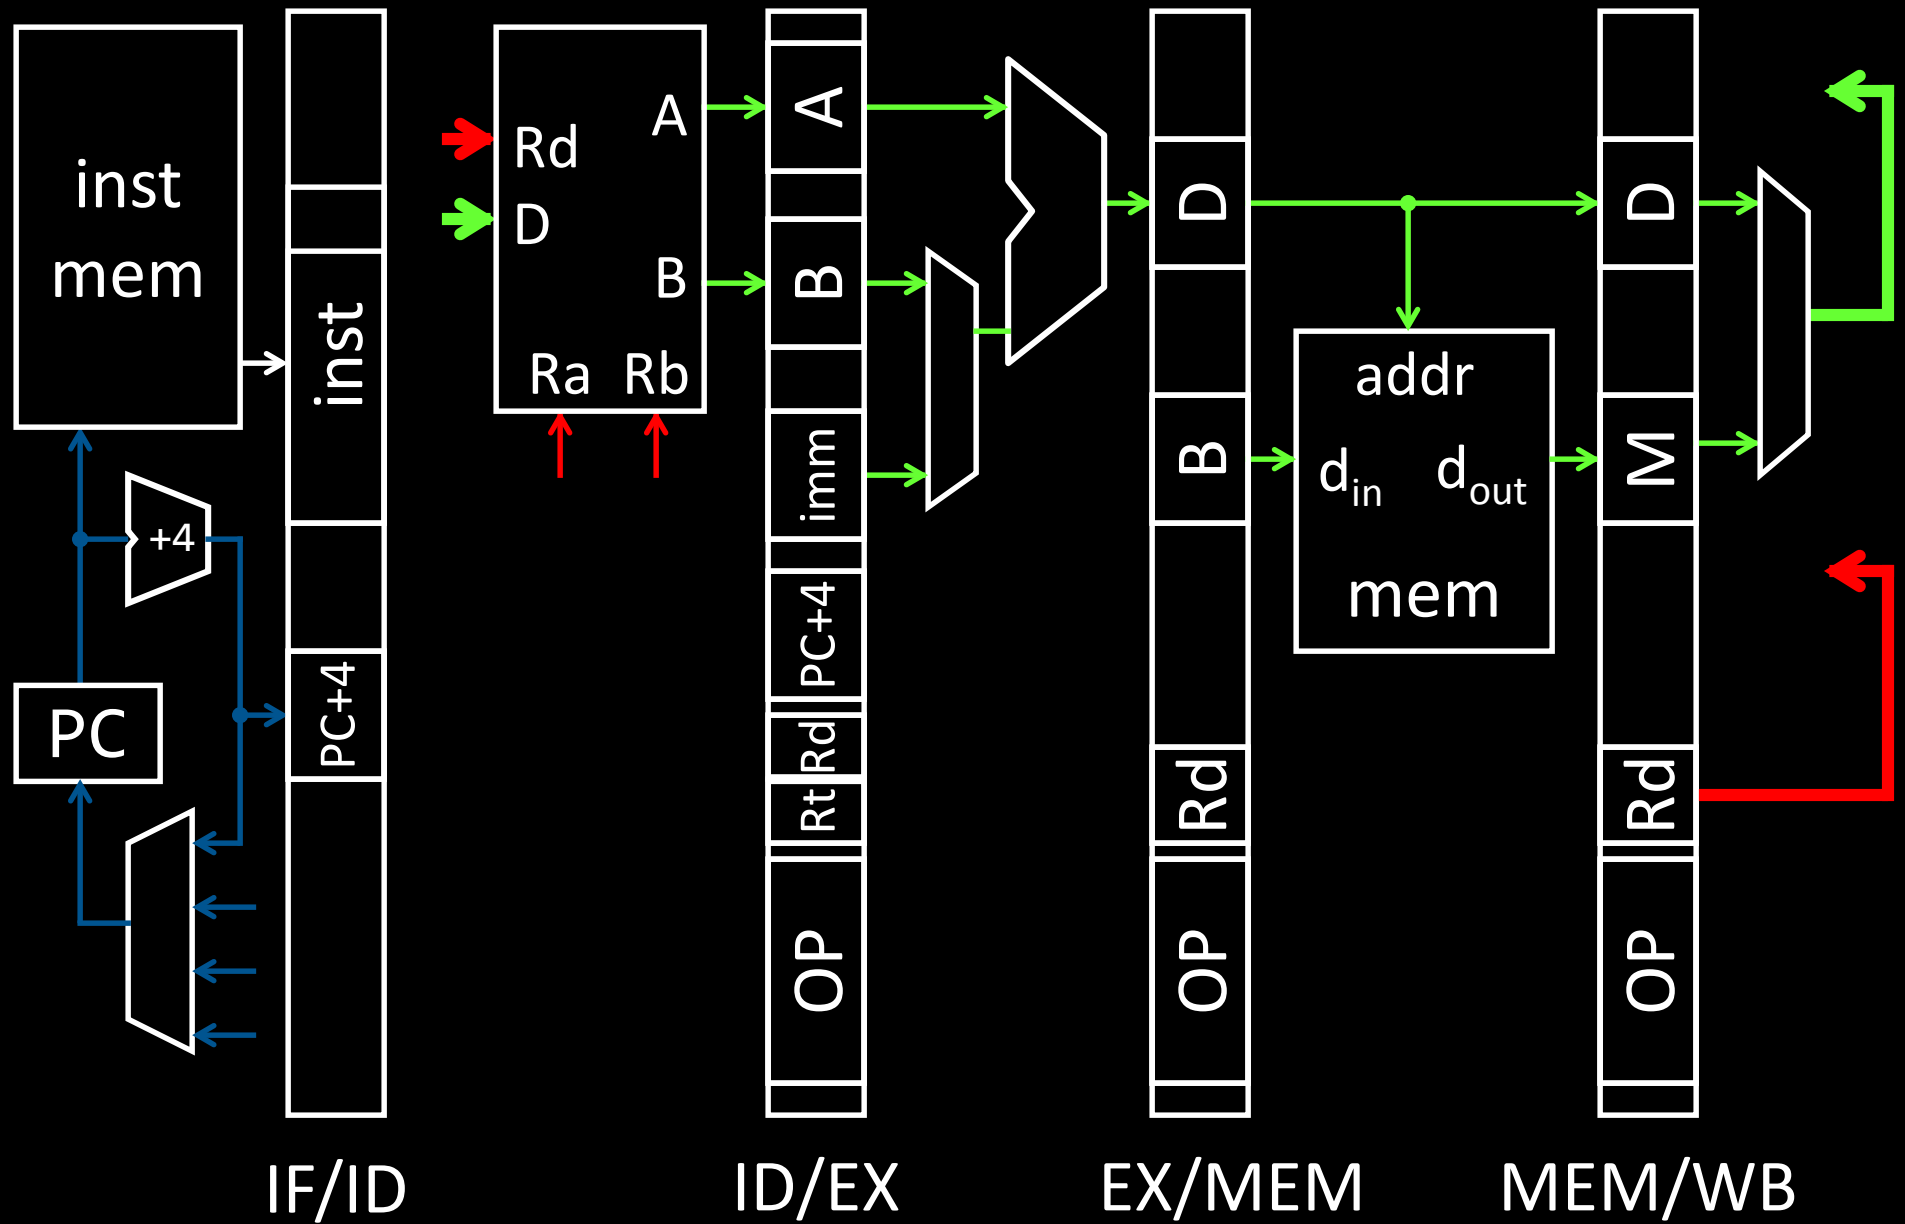 inst
mem
+4
PC
inst
PC+4
IF/ID
Rd
D
A
B
Ra Rb
A
B
imm
PC+4
Rd
Rt
OP
ID/EX
D
B
Rd
OP
EX/MEM
addr
din dout
mem
D
M
Rd
OP
MEM/WB